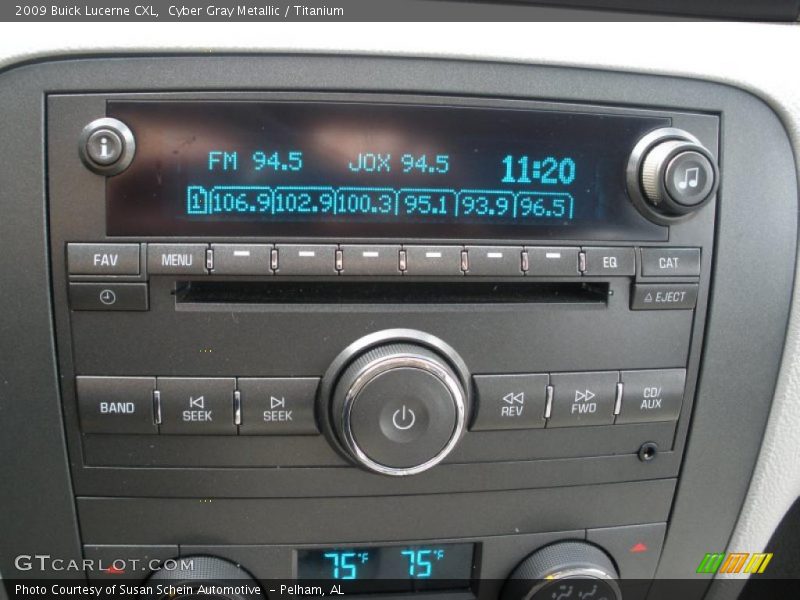 2009 Buick Lucerne CXL,  Cyber Gray Metallic / Titanium
i
FM 94.5 JOX 94.5 11:20
1 106.9 102.9 100.3 95.1 93.9 96.5
FAV MENU EQ CAT
EJECT
BAND SEEK SEEK REV FWD CD/
AUX
75°F 75°F
GTCARLOT.COM
Photo Courtesy of Susan Schein Automotive  - Pelham, AL